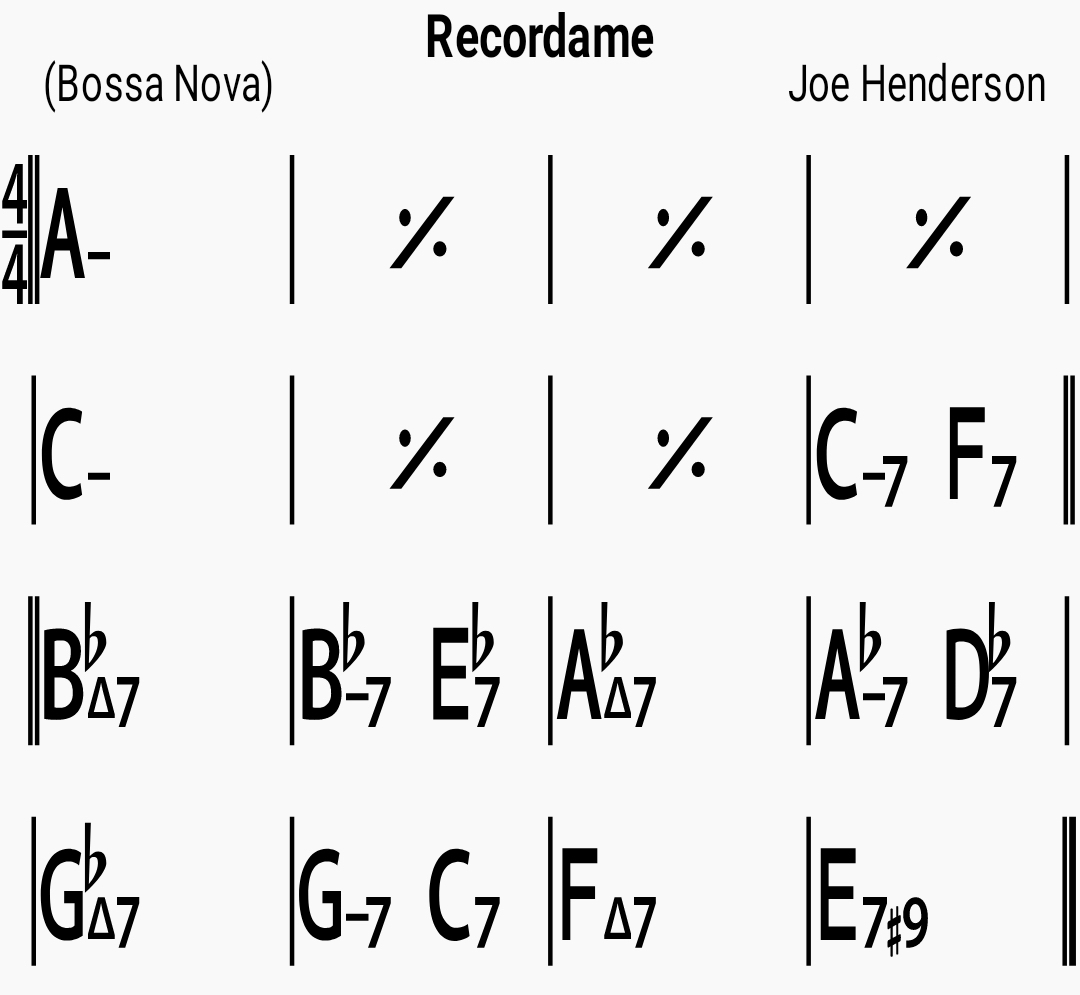 Recordame
(Bossa Nova) Joe Henderson
4/4 A– | 𝄎 | 𝄎 | 𝄎 |
| C– | 𝄎 | 𝄎 | C–7 F7 ||
|| B♭Δ7 | B♭–7 E♭7 | A♭Δ7 | A♭–7 D♭7 |
| G♭Δ7 | G–7 C7 | FΔ7 | E7♯9 ||